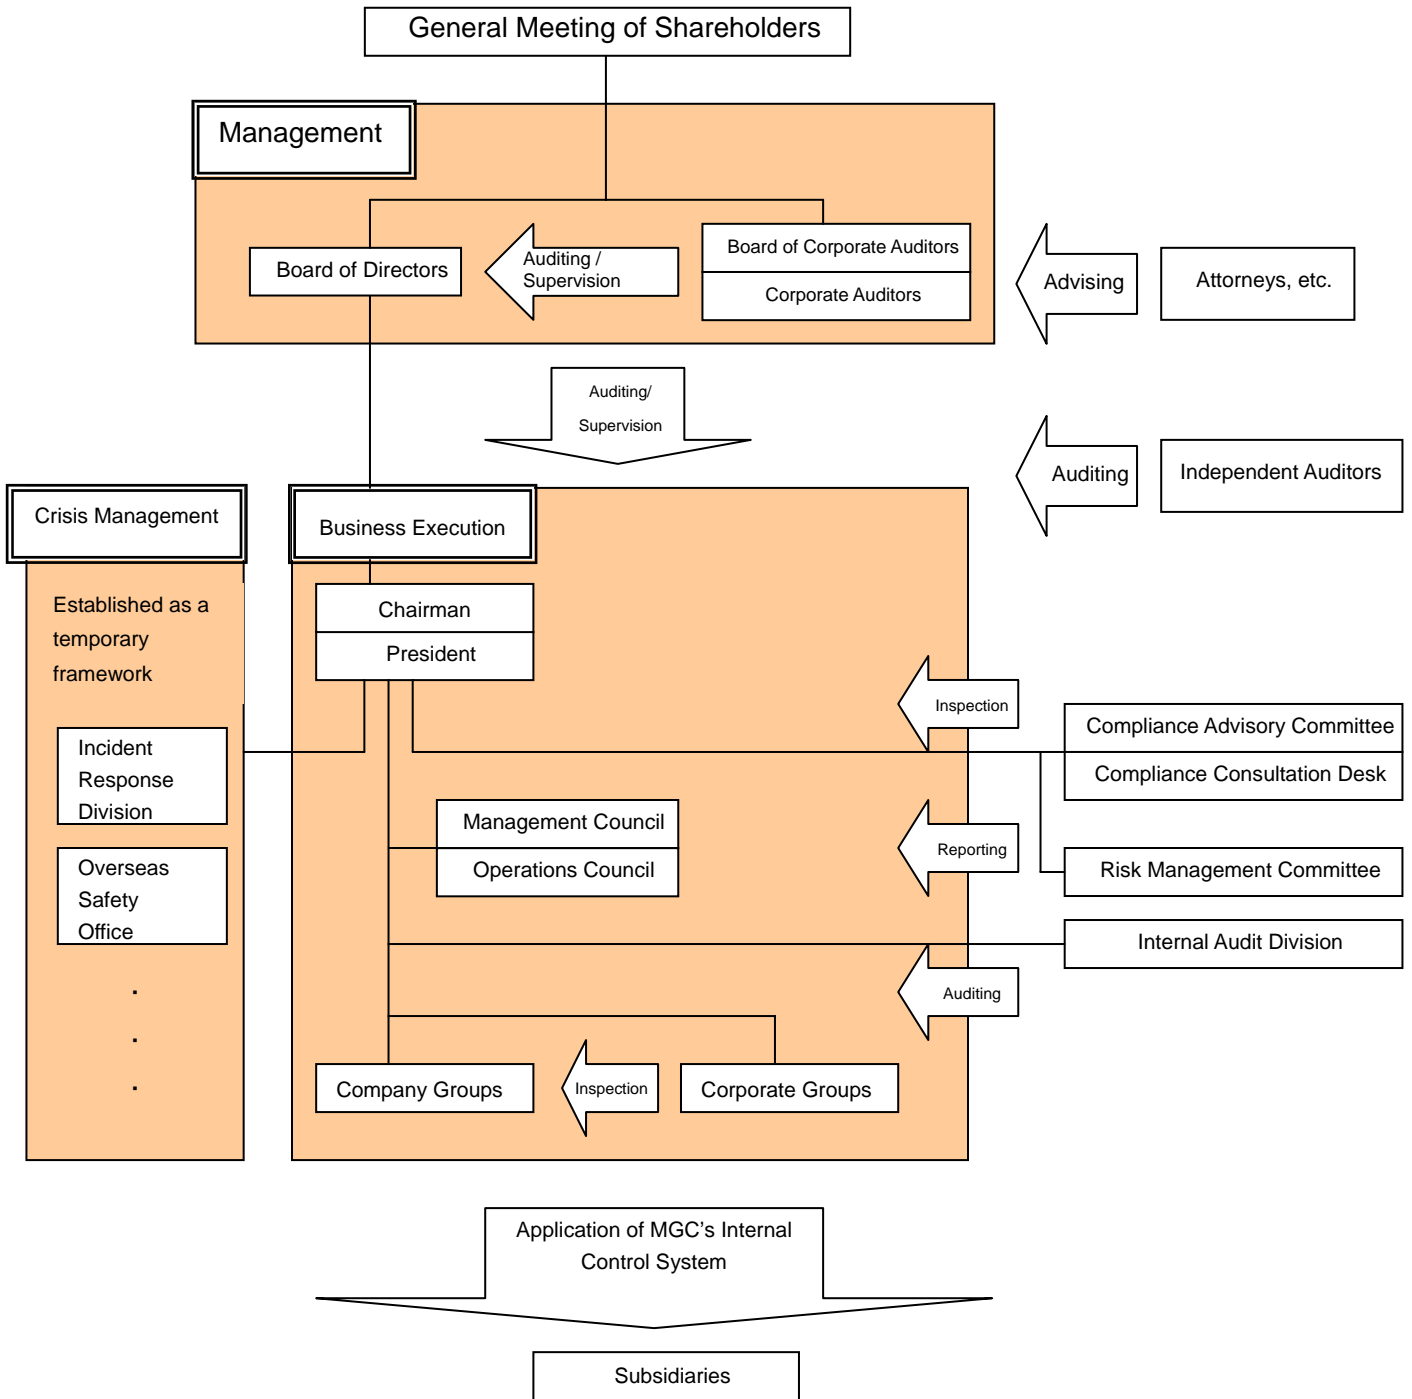 General Meeting of Shareholders
Management
Board of Directors
Auditing /
Supervision
Board of Corporate Auditors
Corporate Auditors
Advising
Attorneys, etc.
Auditing/
Supervision
Auditing
Independent Auditors
Crisis Management
Established as a
temporary
framework
Incident
Response
Division
Overseas
Safety
Office
.
.
.
Business Execution
Chairman
President
Inspection
Compliance Advisory Committee
Compliance Consultation Desk
Management Council
Operations Council
Reporting
Risk Management Committee
Internal Audit Division
Auditing
Company Groups
Inspection
Corporate Groups
Application of MGC’s Internal
Control System
Subsidiaries